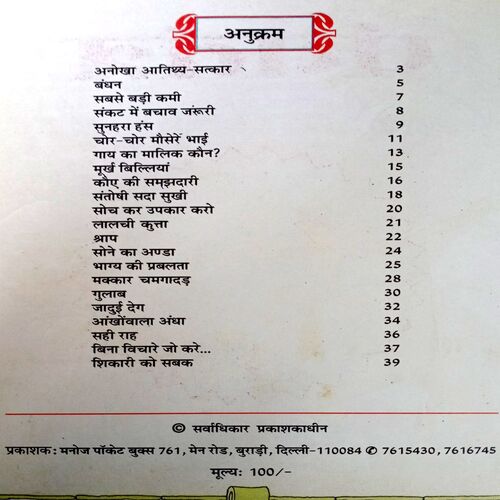 अनुक्रम
अनोखा आतिथ्य-सत्कार 3
बंधन 5
सबसे बड़ी कमी 7
संकट में बचाव जरूरी 8
सुनहरा हंस 9
चोर-चोर मौसेरे भाई 11
गाय का मालिक कौन? 13
मूर्ख बिल्लियां 15
कौए की समझदारी 16
संतोषी सदा सुखी 18
सोच कर उपकार करो 20
लालची कुत्ता 21
श्राप 22
सोने का अण्डा 24
भाग्य की प्रबलता 25
मक्कार चमगादड़ 28
गुलाब 30
जादुई देग 32
आंखोंवाला अंधा 34
सही राह 36
बिना विचारे जो करे... 37
शिकारी को सबक 39
© सर्वाधिकार प्रकाशकाधीन
प्रकाशक: मनोज पॉकेट बुक्स 761, मेन रोड, बुराड़ी, दिल्ली-110084 ✆ 7615430, 7616745
मूल्य: 100/-